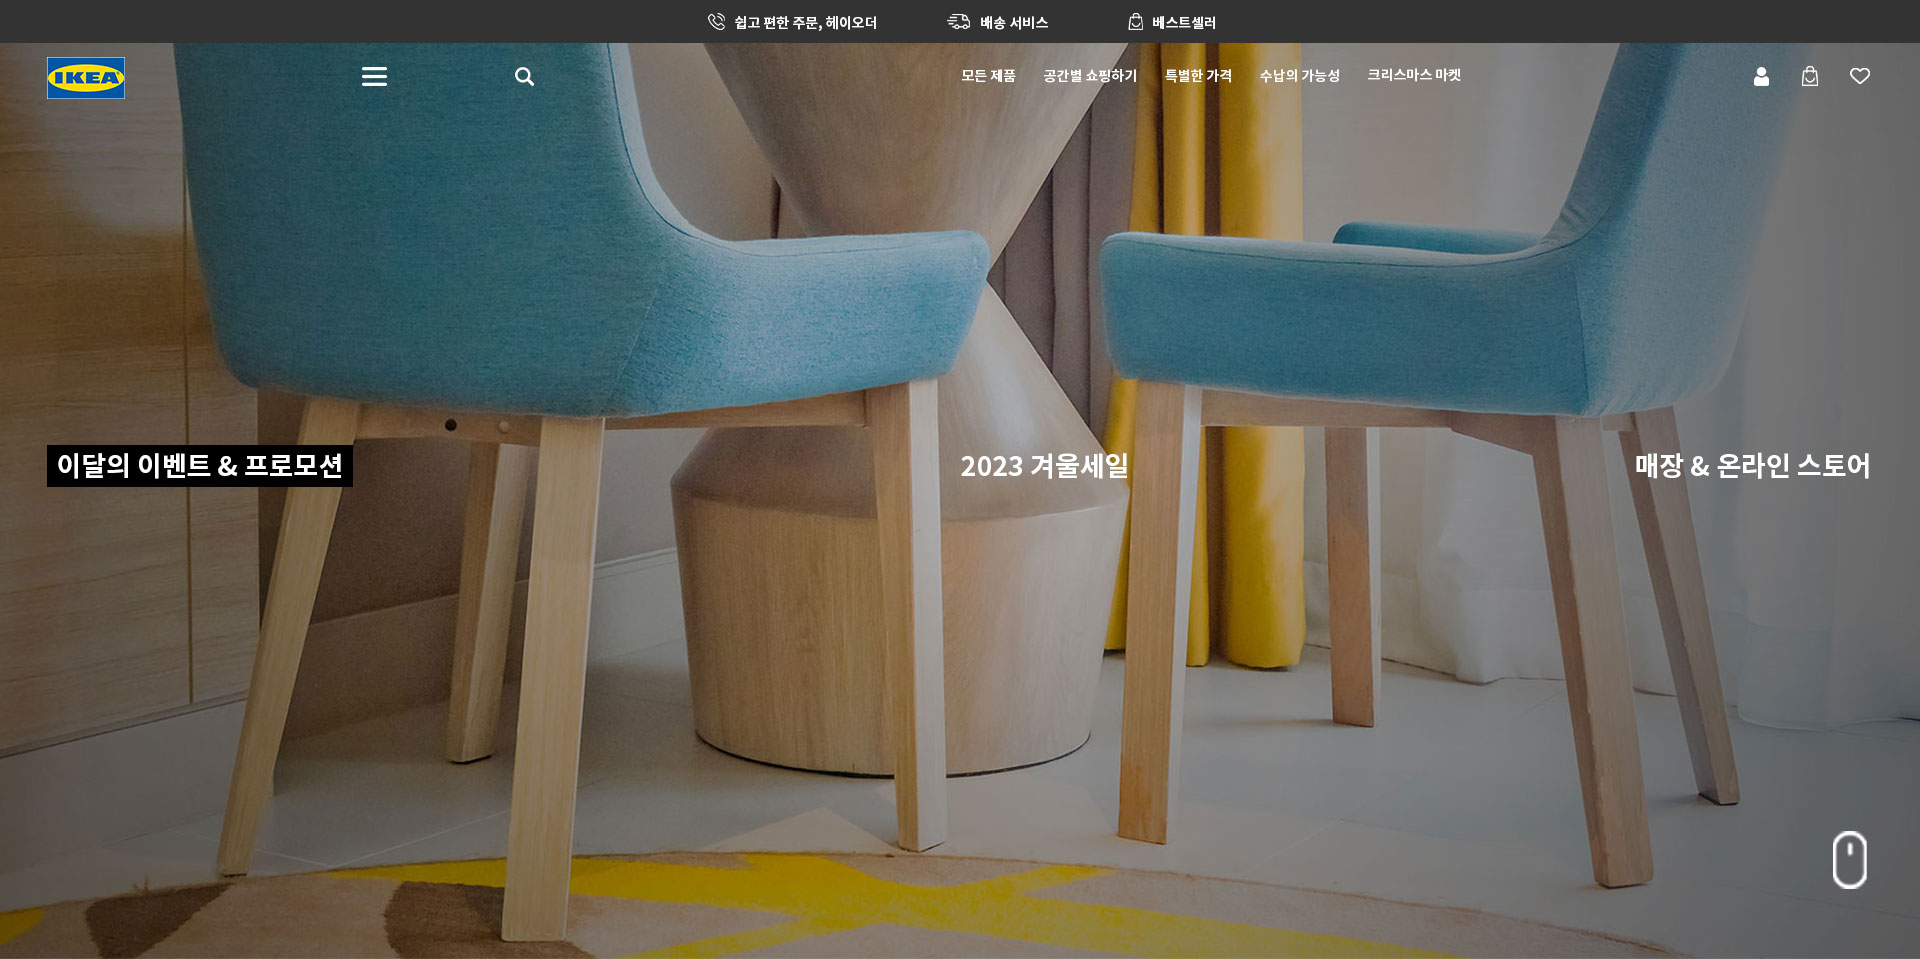 쉽고 편한 주문, 헤이오더
배송 서비스
베스트셀러
IKEA
모든 제품
공간별 쇼핑하기
특별한 가격
수납의 가능성
크리스마스 마켓
이달의 이벤트 & 프로모션
2023 겨울세일
매장 & 온라인 스토어